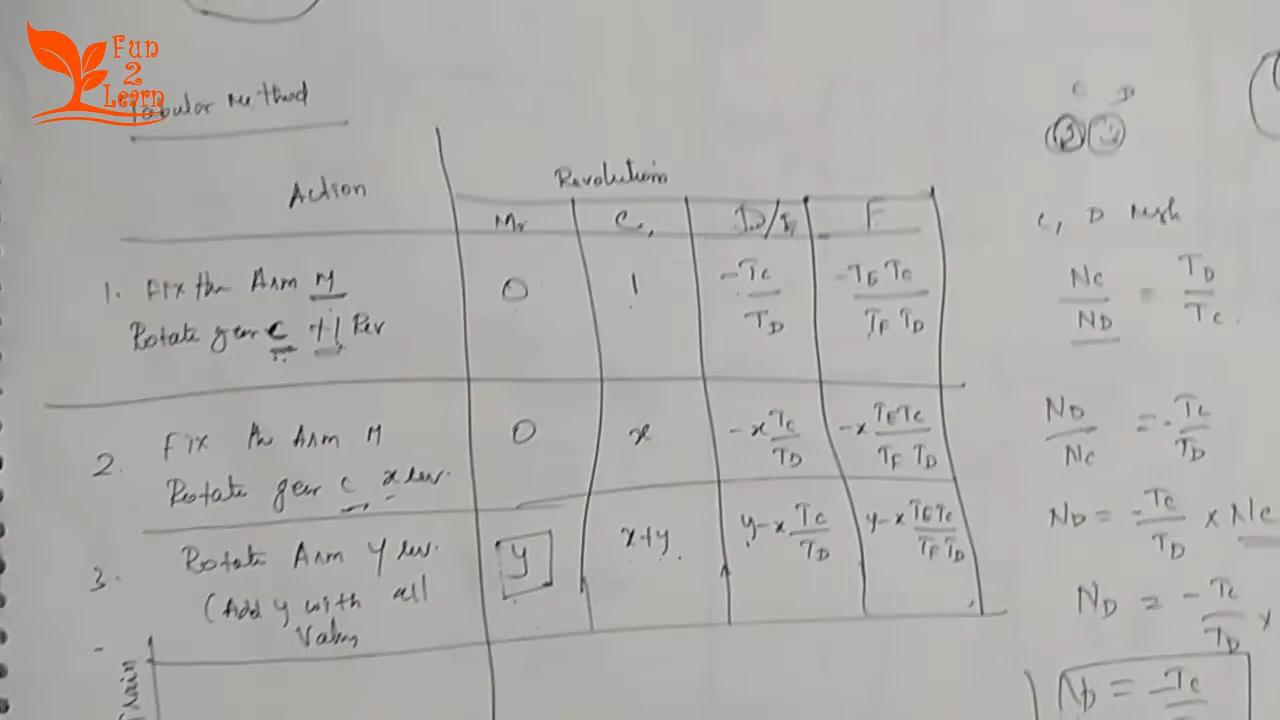 Fun
2
Learn
Tabular Method
Action
Revolution
M,
C,
D/E,
F
1. Fix the Arm M
Rotate gear C +1 Rev
0
1
-TC/TD
-TE TC/TF TD
2. Fix the Arm M
Rotate gear C, x rev.
0
x
-x TC/TD
-x TE TC/TF TD
3. Rotate Arm y rev.
(Add y with all
Values
y
x+y
y-x TC/TD
y-x TE TC/TF TD
Train
C D
C, D mesh
NC/ND = TD/TC
ND/NC = -TC/TD
ND = -TC/TD × NC
ND = -TC/TD ×
ND = -TC